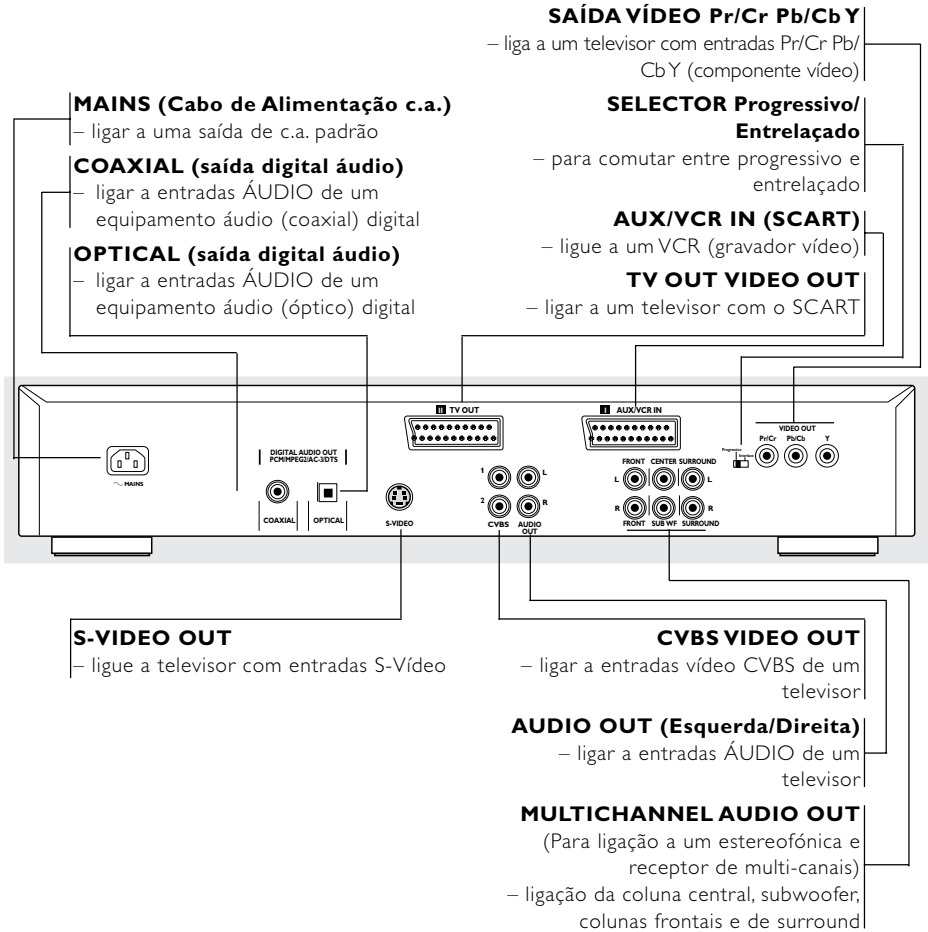 SAÍDA VÍDEO Pr/Cr Pb/Cb Y
– liga a um televisor com entradas Pr/Cr Pb/
Cb Y (componente vídeo)
MAINS (Cabo de Alimentação c.a.)
– ligar a uma saída de c.a. padrão
COAXIAL (saída digital áudio)
– ligar a entradas ÁUDIO de um
equipamento áudio (coaxial) digital
OPTICAL (saída digital áudio)
– ligar a entradas ÁUDIO de um
equipamento áudio (óptico) digital
SELECTOR Progressivo/
Entrelaçado
– para comutar entre progressivo e
entrelaçado
AUX/VCR IN (SCART)
– ligue a um VCR (gravador vídeo)
TV OUT VIDEO OUT
– ligar a um televisor com o SCART
II TV OUT
I AUX/VCR IN
VIDEO OUT
Pr/Cr Pb/Cb Y
Progressive
Interlace
~ MAINS
DIGITAL AUDIO OUT
PCM/MPEG2/AC-3/DTS
COAXIAL OPTICAL
S-VIDEO
1 L
2 R
CVBS AUDIO
OUT
FRONT CENTER SURROUND
L L
R R
FRONT SUB WF SURROUND
S-VIDEO OUT
– ligue a televisor com entradas S-Vídeo
CVBS VIDEO OUT
– ligar a entradas vídeo CVBS de um
televisor
AUDIO OUT (Esquerda/Direita)
– ligar a entradas ÁUDIO de um
televisor
MULTICHANNEL AUDIO OUT
(Para ligação a um estereofónica e
receptor de multi-canais)
– ligação da coluna central, subwoofer,
colunas frontais e de surround